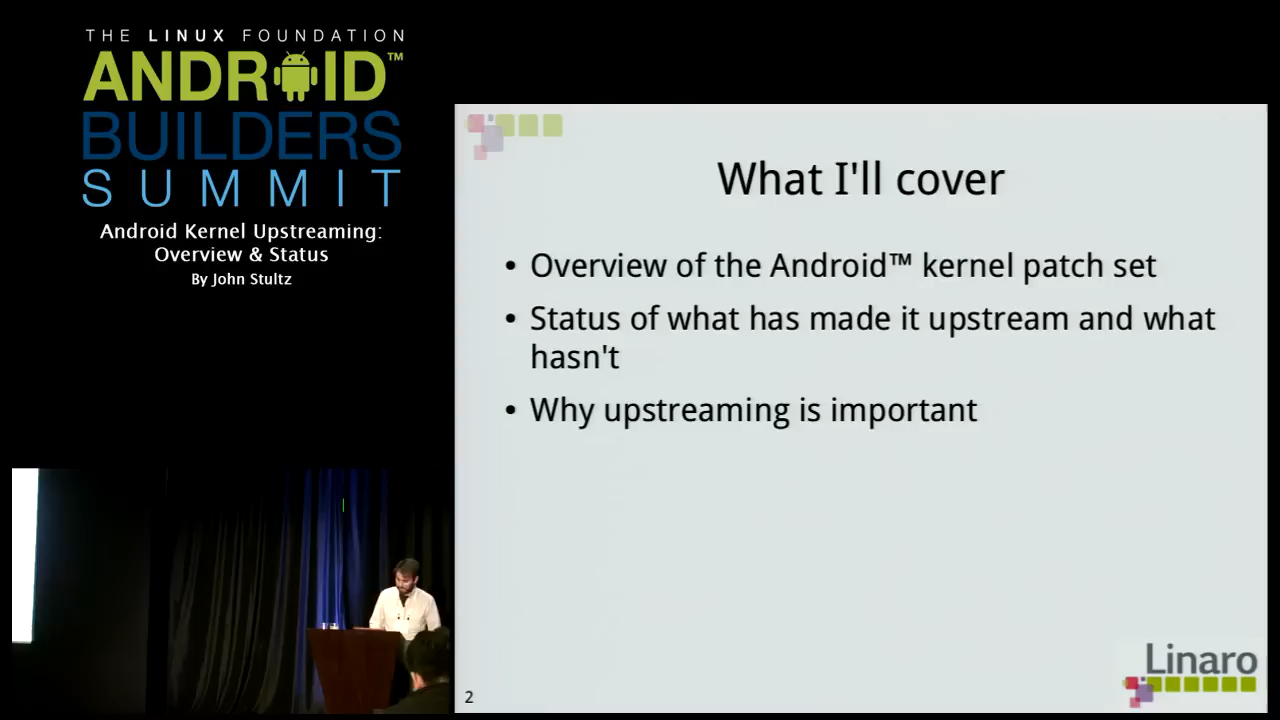 THE LINUX FOUNDATION
ANDROID™
BUILDERS
SUMMIT
Android Kernel Upstreaming:
Overview & Status
By John Stultz
What I'll cover
• Overview of the Android™ kernel patch set
• Status of what has made it upstream and what
hasn't
• Why upstreaming is important
Linaro
2